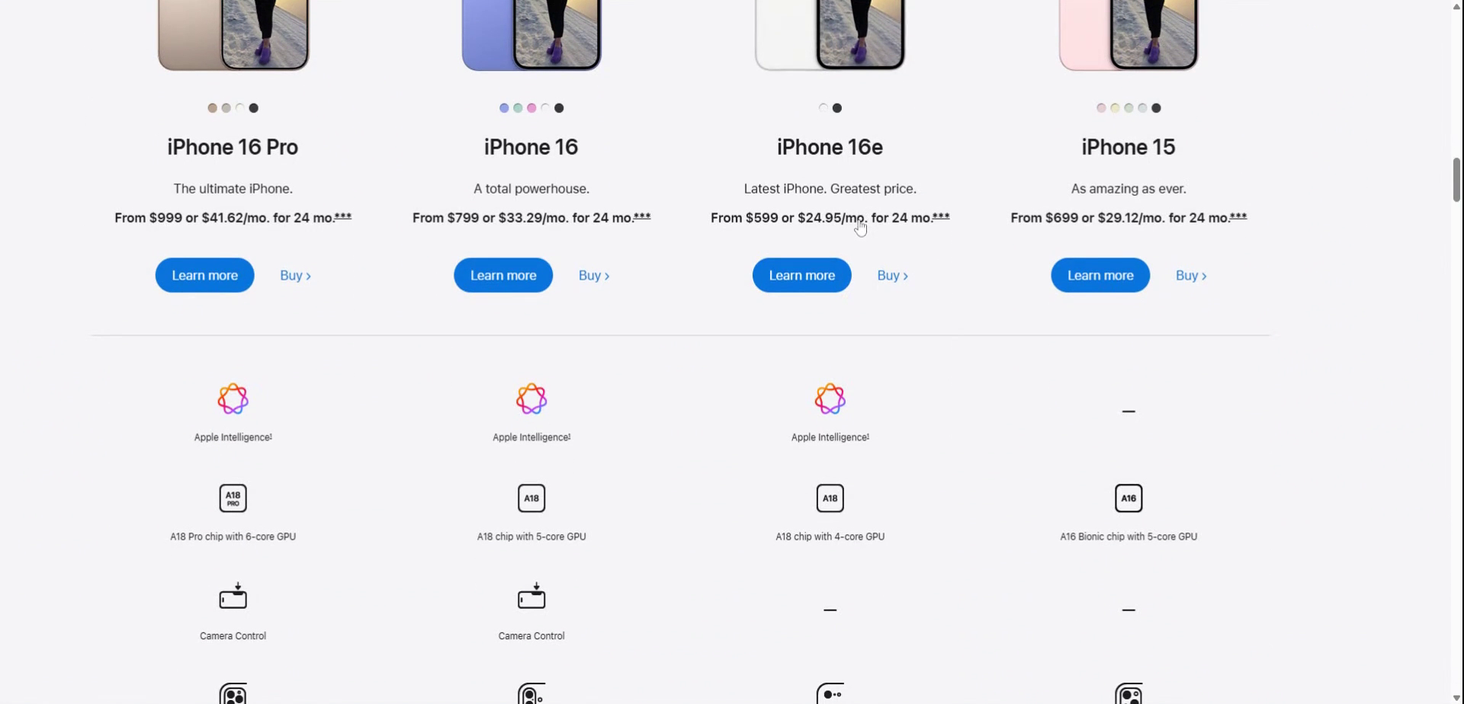 iPhone 16 Pro
iPhone 16
iPhone 16e
iPhone 15
The ultimate iPhone.
A total powerhouse.
Latest iPhone. Greatest price.
As amazing as ever.
From $999 or $41.62/mo. for 24 mo.***
From $799 or $33.29/mo. for 24 mo.***
From $599 or $24.95/mo. for 24 mo.***
From $699 or $29.12/mo. for 24 mo.***
Learn more
Buy >
Learn more
Buy >
Learn more
Buy >
Learn more
Buy >
Apple Intelligence¹
Apple Intelligence¹
Apple Intelligence¹
–
A18
PRO
A18
A18
A16
A18 Pro chip with 6-core GPU
A18 chip with 5-core GPU
A18 chip with 4-core GPU
A16 Bionic chip with 5-core GPU
–
–
Camera Control
Camera Control